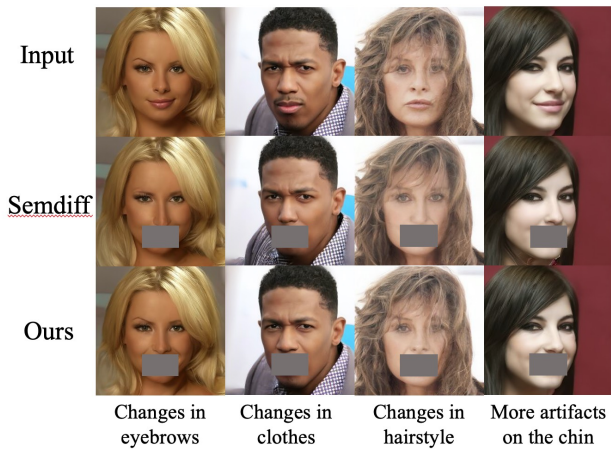 Input
Semdiff
Ours
Changes in
eyebrows
Changes in
clothes
Changes in
hairstyle
More artifacts
on the chin